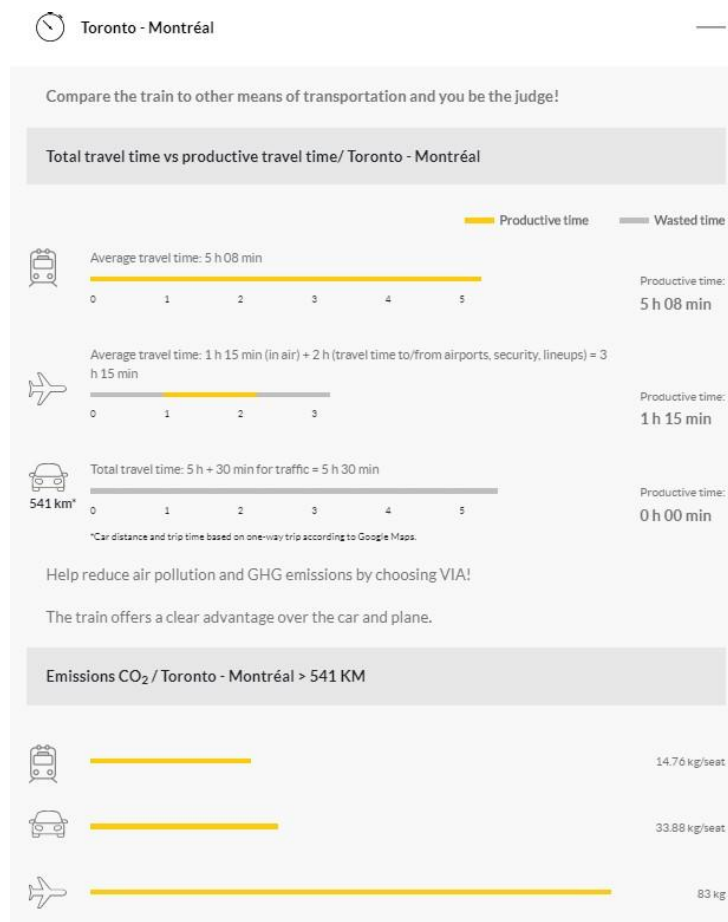 Toronto - Montréal
Compare the train to other means of transportation and you be the judge!
Total travel time vs productive travel time/ Toronto - Montréal
Productive time
Wasted time
Average travel time: 5 h 08 min
0 1 2 3 4 5
Productive time:
5 h 08 min
Average travel time: 1 h 15 min (in air) + 2 h (travel time to/from airports, security, lineups) = 3
h 15 min
0 1 2 3
Productive time:
1 h 15 min
Total travel time: 5 h + 30 min for traffic = 5 h 30 min
541 km*
0 1 2 3 4 5
Productive time:
0 h 00 min
*Car distance and trip time based on one-way trip according to Google Maps.
Help reduce air pollution and GHG emissions by choosing VIA!
The train offers a clear advantage over the car and plane.
Emissions CO₂ / Toronto - Montréal > 541 KM
14.76 kg/seat
33.88 kg/seat
83 kg